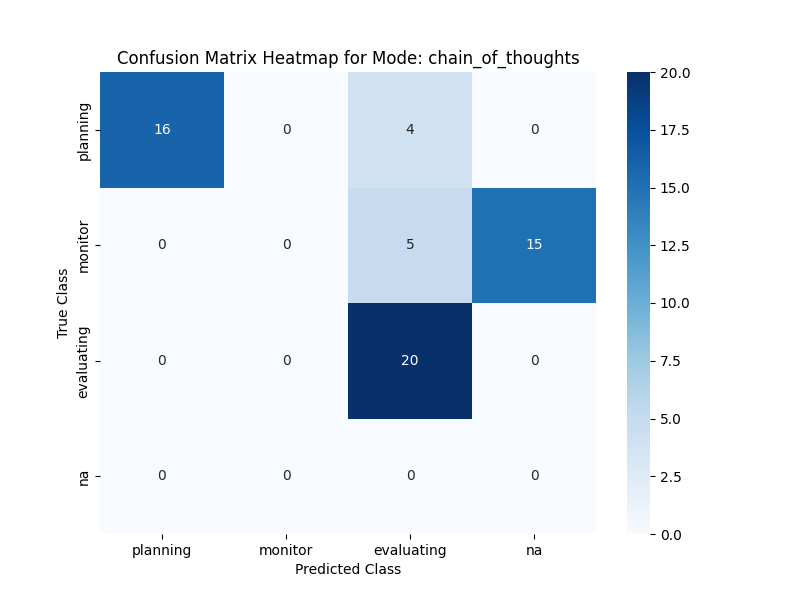 Confusion Matrix Heatmap for Mode: chain_of_thoughts
planning 16 0 4 0
monitor 0 0 5 15
evaluating 0 0 20 0
na 0 0 0 0
planning monitor evaluating na
Predicted Class
True Class
20.0
17.5
15.0
12.5
10.0
7.5
5.0
2.5
0.0